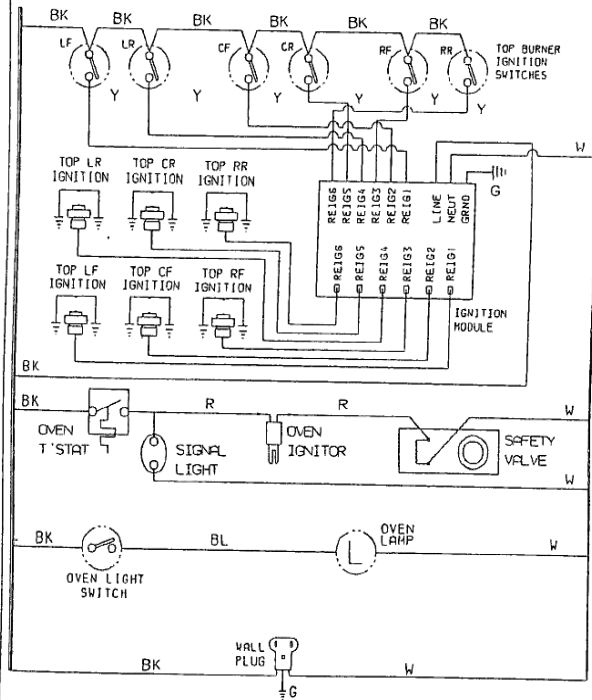 BK BK BK BK BK BK
LF LR CF CR RF RR
TOP BURNER
IGNITION
SWITCHES
Y Y Y Y Y Y
W
TOP LR
IGNITION
TOP CR
IGNITION
TOP RR
IGNITION
G
REIG6
REIG5
REIG4
REIG3
REIG2
REIG1
LINE
NEUT
GRND
REIG6
REIG5
REIG4
REIG3
REIG2
REIG1
TOP LF
IGNITION
TOP CF
IGNITION
TOP RF
IGNITION
IGNITION
MODULE
BK
BK
R
R
W
OVEN
T'STAT
SIGNAL
LIGHT
OVEN
IGNITOR
SAFETY
VALVE
W
BK
BL
OVEN
LAMP
L
W
OVEN LIGHT
SWITCH
WALL
PLUG
BK
W
G